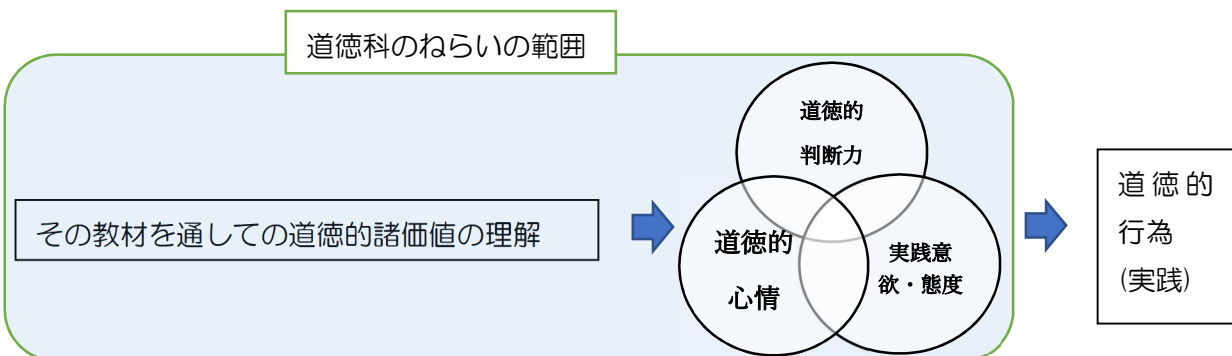 道徳科のねらいの範囲
道徳的
判断力
その教材を通しての道徳的諸価値の理解
道徳的
心情
実践意
欲・態度
道徳的
行為
(実践)